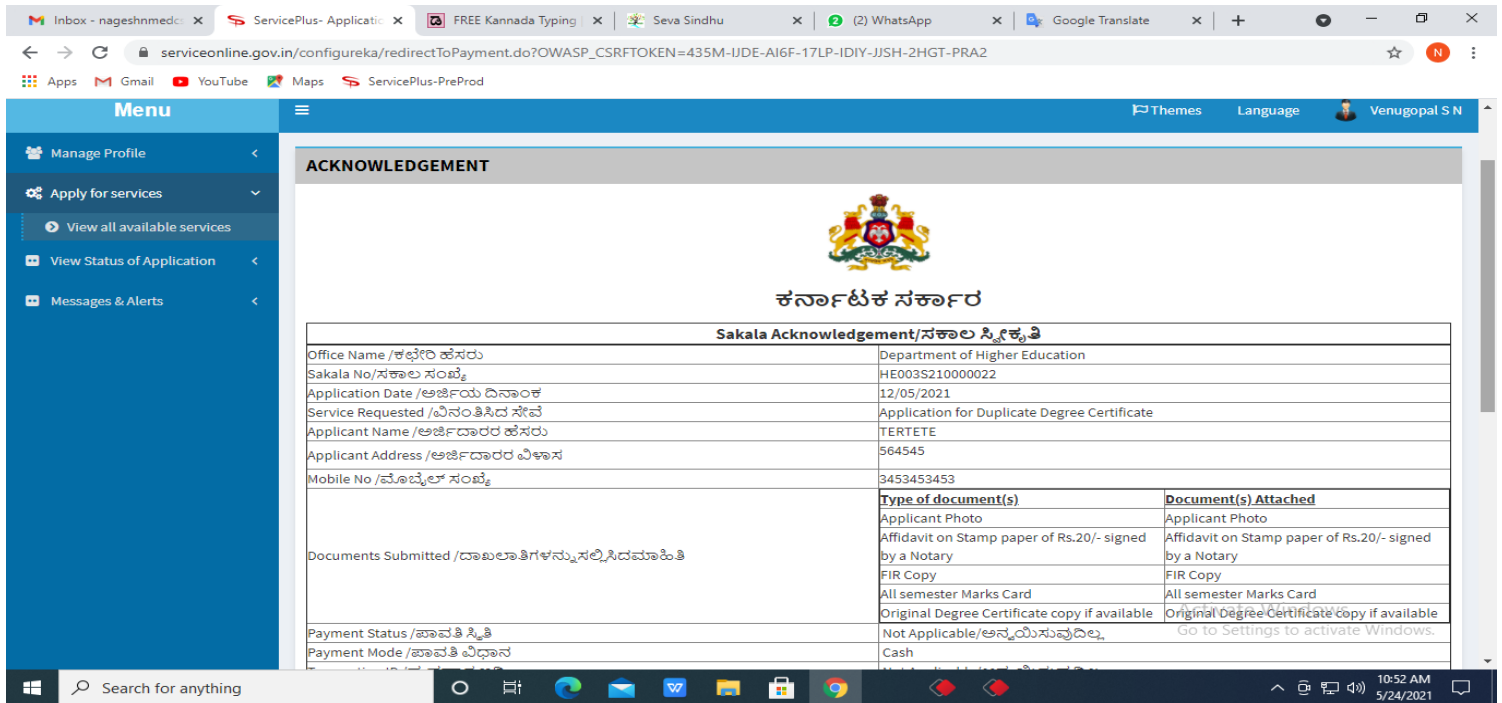 Inbox - nageshnmedcs
ServicePlus- Applicatic
FREE Kannada Typing
Seva Sindhu
(2) WhatsApp
Google Translate
serviceonline.gov.in/configureka/redirectToPayment.do?OWASP_CSRFTOKEN=435M-IJDE-AI6F-17LP-IDIY-JJSH-2HGT-PRA2
N
Apps Gmail YouTube Maps ServicePlus-PreProd
Menu
Themes Language Venugopal S N
Manage Profile
Apply for services
View all available services
View Status of Application
Messages & Alerts
ACKNOWLEDGEMENT
ಕರ್ನಾಟಕ ಸರ್ಕಾರ
Sakala Acknowledgement/ಸಕಾಲ ಸ್ವೀಕೃತಿ
Office Name /ಕಛೇರಿ ಹೆಸರು Department of Higher Education
Sakala No/ಸಕಾಲ ಸಂಖ್ಯೆ HE003S210000022
Application Date /ಅರ್ಜಿಯ ದಿನಾಂಕ 12/05/2021
Service Requested /ವಿನಂತಿಸಿದ ಸೇವೆ Application for Duplicate Degree Certificate
Applicant Name /ಅರ್ಜಿದಾರರ ಹೆಸರು TERTETE
Applicant Address /ಅರ್ಜಿದಾರರ ವಿಳಾಸ 564545
Mobile No /ಮೊಬೈಲ್ ಸಂಖ್ಯೆ 3453453453
Documents Submitted /ದಾಖಲಾತಿಗಳನ್ನು ಸಲ್ಲಿಸಿದಮಾಹಿತಿ
Type of document(s) Document(s) Attached
Applicant Photo Applicant Photo
Affidavit on Stamp paper of Rs.20/- signed Affidavit on Stamp paper of Rs.20/- signed
by a Notary by a Notary
FIR Copy FIR Copy
All semester Marks Card All semester Marks Card
Original Degree Certificate copy if available Original Degree Certificate copy if available
Payment Status /ಪಾವತಿ ಸ್ಥಿತಿ Not Applicable/ಅನ್ವಯಿಸುವುದಿಲ್ಲ
Payment Mode /ಪಾವತಿ ವಿಧಾನ Cash
Activate Windows
Go to Settings to activate Windows.
Search for anything
10:52 AM
5/24/2021